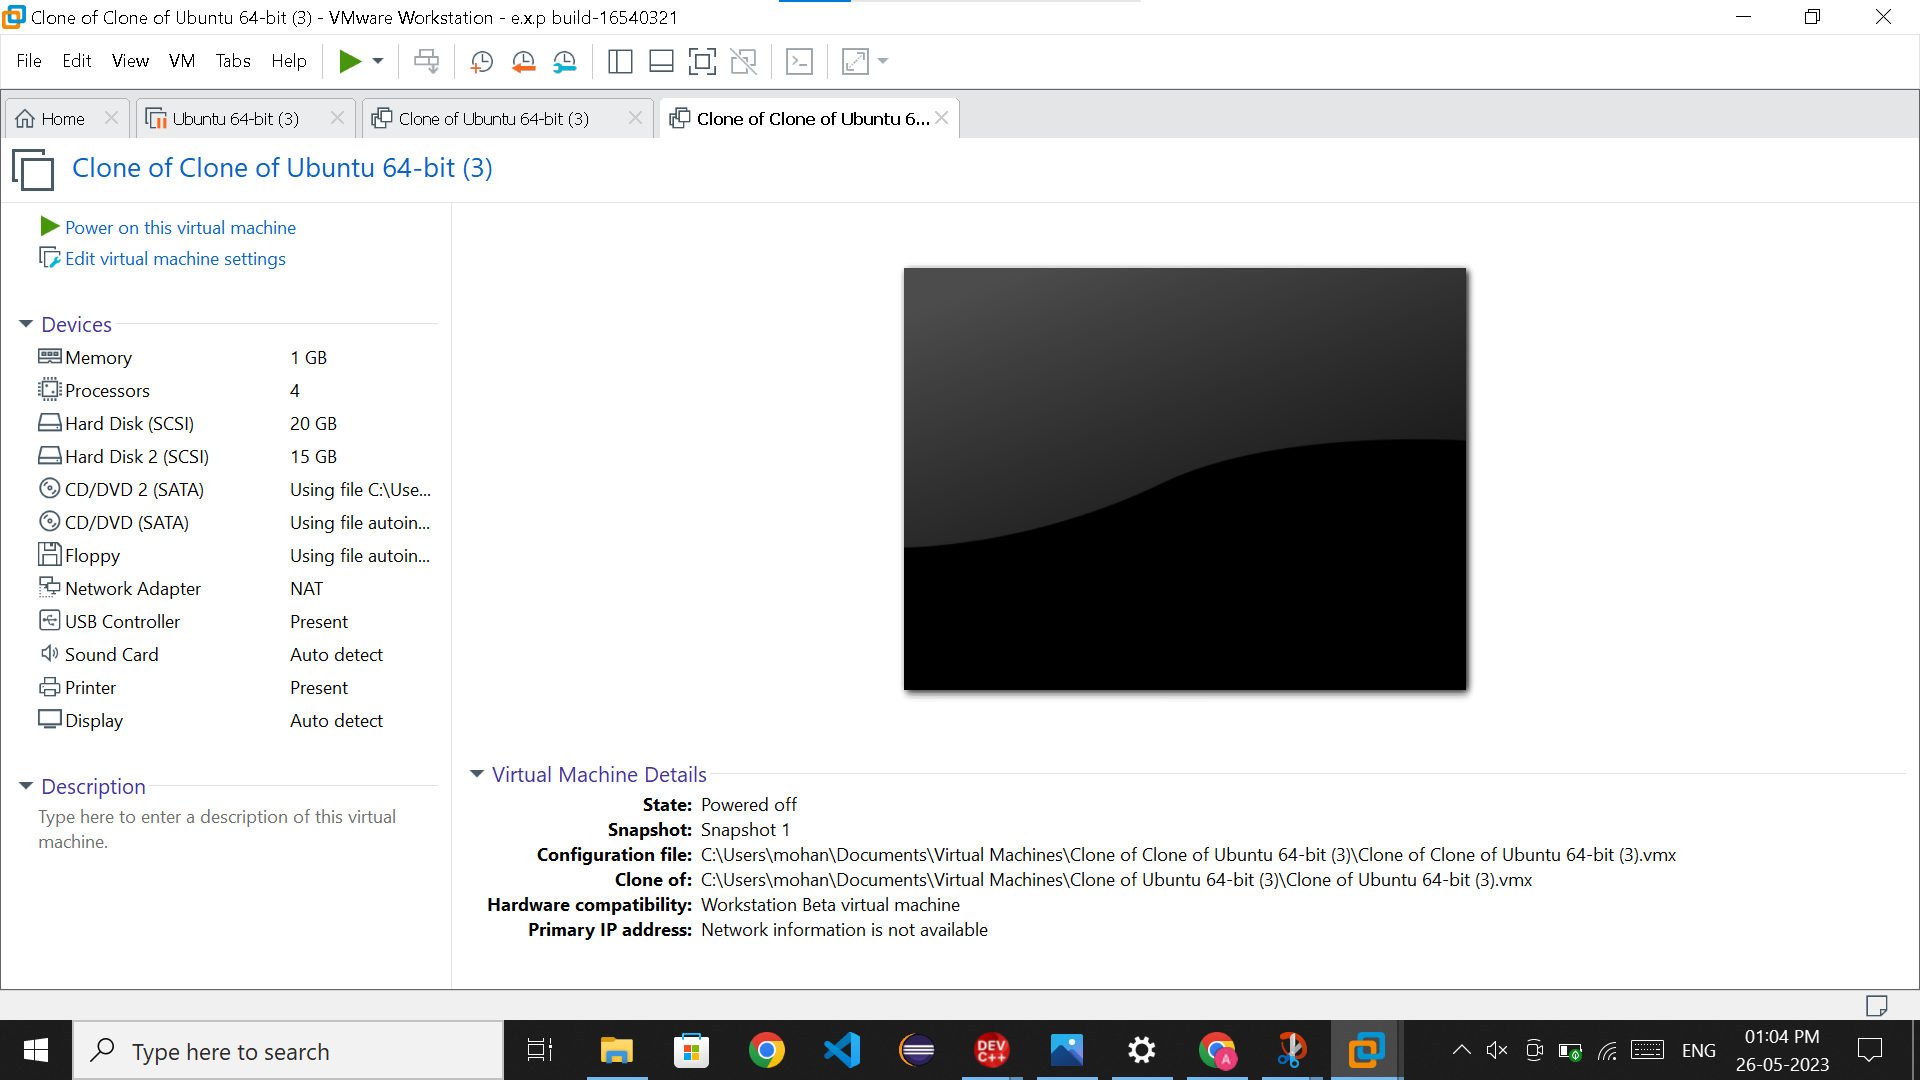 Clone of Clone of Ubuntu 64-bit (3) - VMware Workstation - e.x.p build-16540321
File Edit View VM Tabs Help
Home Ubuntu 64-bit (3) Clone of Ubuntu 64-bit (3) Clone of Clone of Ubuntu 6...
Clone of Clone of Ubuntu 64-bit (3)
Power on this virtual machine
Edit virtual machine settings
Devices
Memory 1 GB
Processors 4
Hard Disk (SCSI) 20 GB
Hard Disk 2 (SCSI) 15 GB
CD/DVD 2 (SATA) Using file C:\Use...
CD/DVD (SATA) Using file autoin...
Floppy Using file autoin...
Network Adapter NAT
USB Controller Present
Sound Card Auto detect
Printer Present
Display Auto detect
Description
Type here to enter a description of this virtual
machine.
Virtual Machine Details
State: Powered off
Snapshot: Snapshot 1
Configuration file: C:\Users\mohan\Documents\Virtual Machines\Clone of Clone of Ubuntu 64-bit (3)\Clone of Clone of Ubuntu 64-bit (3).vmx
Clone of: C:\Users\mohan\Documents\Virtual Machines\Clone of Ubuntu 64-bit (3)\Clone of Ubuntu 64-bit (3).vmx
Hardware compatibility: Workstation Beta virtual machine
Primary IP address: Network information is not available
Type here to search
DEV
C++
A
ENG
01:04 PM
26-05-2023